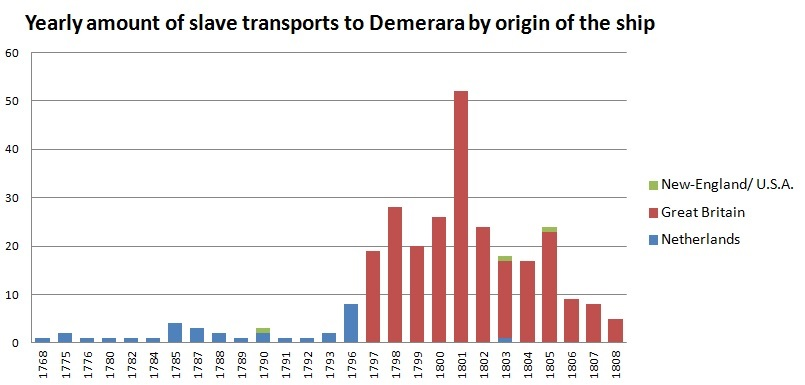 Yearly amount of slave transports to Demerara by origin of the ship
60
50
40
30
20
10
0
New-England/ U.S.A.
Great Britain
Netherlands
1768 1775 1776 1780 1782 1784 1785 1787 1788 1789 1790 1791 1792 1793 1796 1797 1798 1799 1800 1801 1802 1803 1804 1805 1806 1807 1808